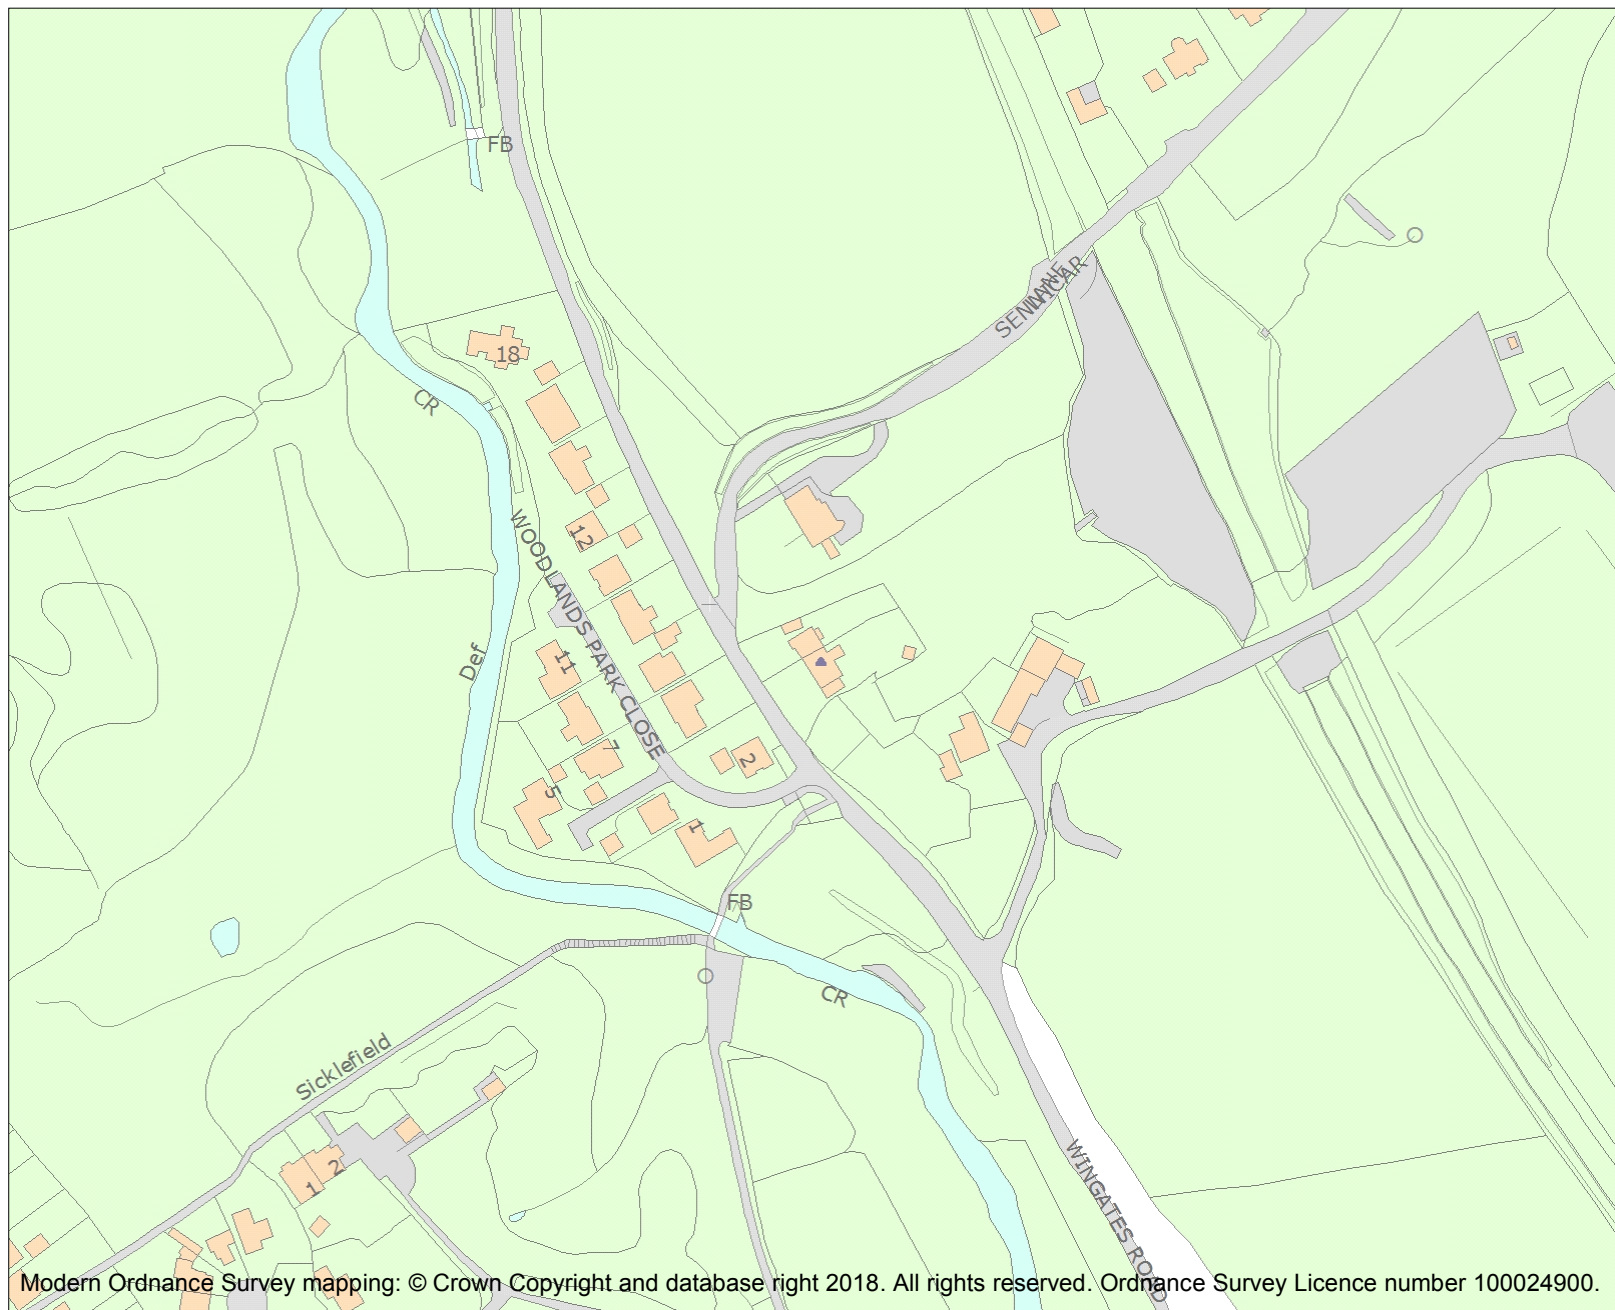 FB
SENNICAR
LANE
18
CR
12
WOODLANDS PARK CLOSE
Def
11
7
2
5
1
FB
CR
Sicklefield
2
1
WINGATES ROAD
Modern Ordnance Survey mapping: © Crown Copyright and database right 2018. All rights reserved. Ordnance Survey Licence number 100024900.